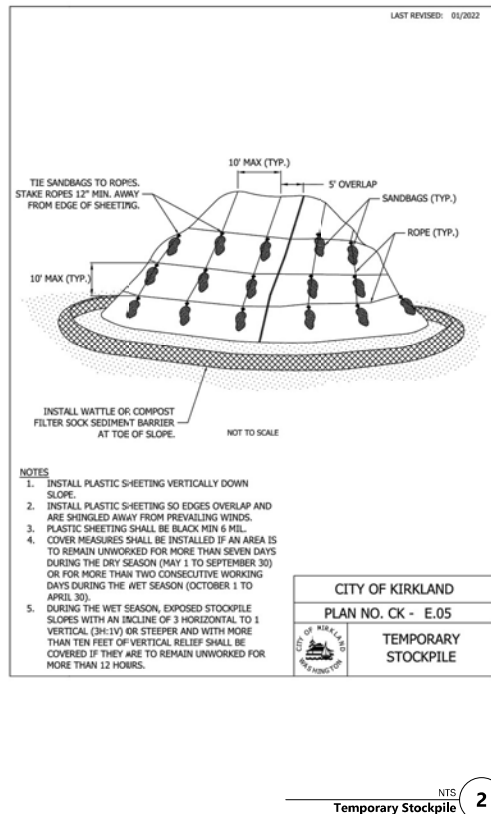 LAST REVISED: 01/2022
10' MAX (TYP.)
5' OVERLAP
TIE SANDBAGS TO ROPES.
STAKE ROPES 12" MIN. AWAY
FROM EDGE OF SHEETING.
SANDBAGS (TYP.)
ROPE (TYP.)
10' MAX (TYP.)
INSTALL WATTLE OR COMPOST
FILTER SOCK SEDIMENT BARRIER
AT TOE OF SLOPE.
NOT TO SCALE
NOTES
1. INSTALL PLASTIC SHEETING VERTICALLY DOWN
SLOPE.
2. INSTALL PLASTIC SHEETING SO EDGES OVERLAP AND
ARE SHINGLED AWAY FROM PREVAILING WINDS.
3. PLASTIC SHEETING SHALL BE BLACK MIN 6 MIL.
4. COVER MEASURES SHALL BE INSTALLED IF AN AREA IS
TO REMAIN UNWORKED FOR MORE THAN SEVEN DAYS
DURING THE DRY SEASON (MAY 1 TO SEPTEMBER 30)
OR FOR MORE THAN TWO CONSECUTIVE WORKING
DAYS DURING THE WET SEASON (OCTOBER 1 TO
APRIL 30).
5. DURING THE WET SEASON, EXPOSED STOCKPILE
SLOPES WITH AN INCLINE OF 3 HORIZONTAL TO 1
VERTICAL (3H:1V) OR STEEPER AND WITH MORE
THAN TEN FEET OF VERTICAL RELIEF SHALL BE
COVERED IF THEY ARE TO REMAIN UNWORKED FOR
MORE THAN 12 HOURS.
CITY OF KIRKLAND
PLAN NO. CK - E.05
CITY OF KIRKLAND
WASHINGTON
TEMPORARY
STOCKPILE
NTS
Temporary Stockpile
2